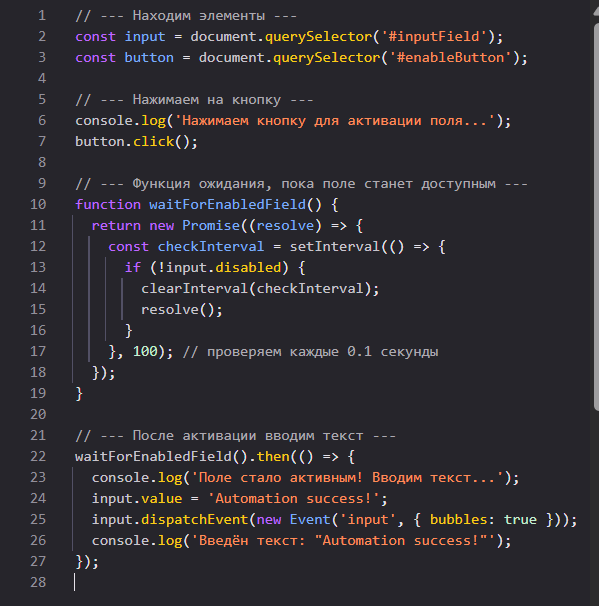 1 // --- Находим элементы ---
2 const input = document.querySelector('#inputField');
3 const button = document.querySelector('#enableButton');
4
5 // --- Нажимаем на кнопку ---
6 console.log('Нажимаем кнопку для активации поля...');
7 button.click();
8
9 // --- Функция ожидания, пока поле станет доступным ---
10 function waitForEnabledField() {
11   return new Promise((resolve) => {
12     const checkInterval = setInterval(() => {
13       if (!input.disabled) {
14         clearInterval(checkInterval);
15         resolve();
16       }
17     }, 100); // проверяем каждые 0.1 секунды
18   });
19 }
20
21 // --- После активации вводим текст ---
22 waitForEnabledField().then(() => {
23   console.log('Поле стало активным! Вводим текст...');
24   input.value = 'Automation success!';
25   input.dispatchEvent(new Event('input', { bubbles: true }));
26   console.log('Введён текст: "Automation success!"');
27 });
28